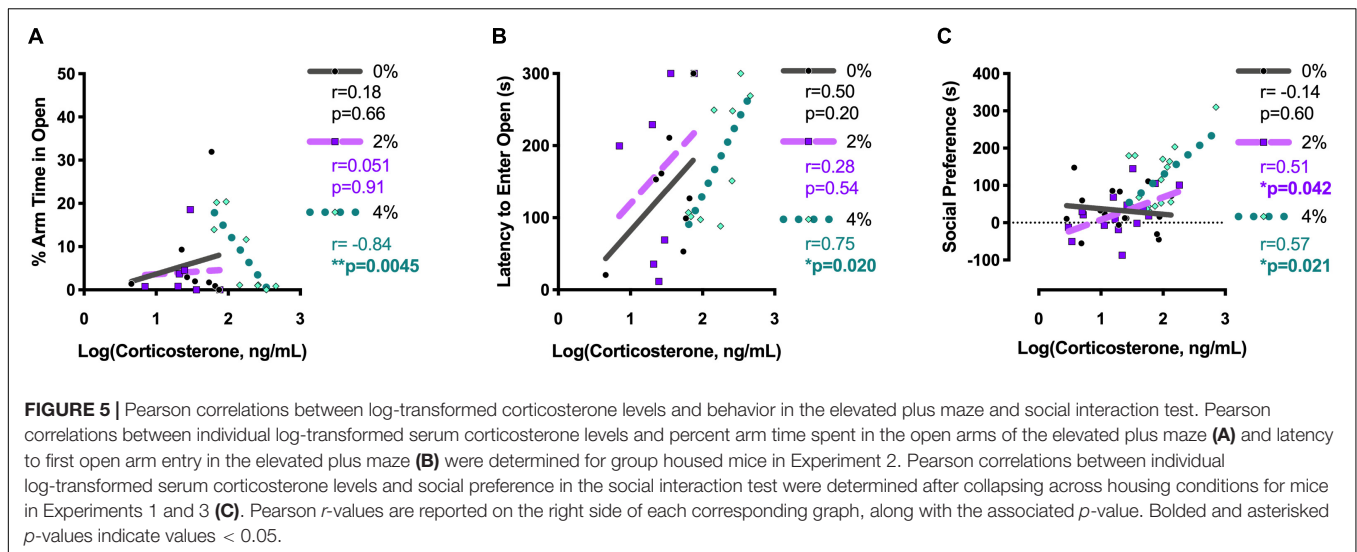 A
% Arm Time in Open
50
40
30
20
10
0
0
1
2
3
Log(Corticosterone, ng/mL)
0%
r=0.18
p=0.66
2%
r=0.051
p=0.91
4%
r= -0.84
**p=0.0045
B
Latency to Enter Open (s)
300
200
100
0
0
1
2
3
Log(Corticosterone, ng/mL)
0%
r=0.50
p=0.20
2%
r=0.28
p=0.54
4%
r=0.75
*p=0.020
C
Social Preference (s)
400
300
200
100
0
-100
0
1
2
3
Log(Corticosterone, ng/mL)
0%
r= -0.14
p=0.60
2%
r=0.51
*p=0.042
4%
r=0.57
*p=0.021
FIGURE 5 | Pearson correlations between log-transformed corticosterone levels and behavior in the elevated plus maze and social interaction test. Pearson
correlations between individual log-transformed serum corticosterone levels and percent arm time spent in the open arms of the elevated plus maze (A) and latency
to first open arm entry in the elevated plus maze (B) were determined for group housed mice in Experiment 2. Pearson correlations between individual
log-transformed serum corticosterone levels and social preference in the social interaction test were determined after collapsing across housing conditions for mice
in Experiments 1 and 3 (C). Pearson r-values are reported on the right side of each corresponding graph, along with the associated p-value. Bolded and asterisked
p-values indicate values < 0.05.